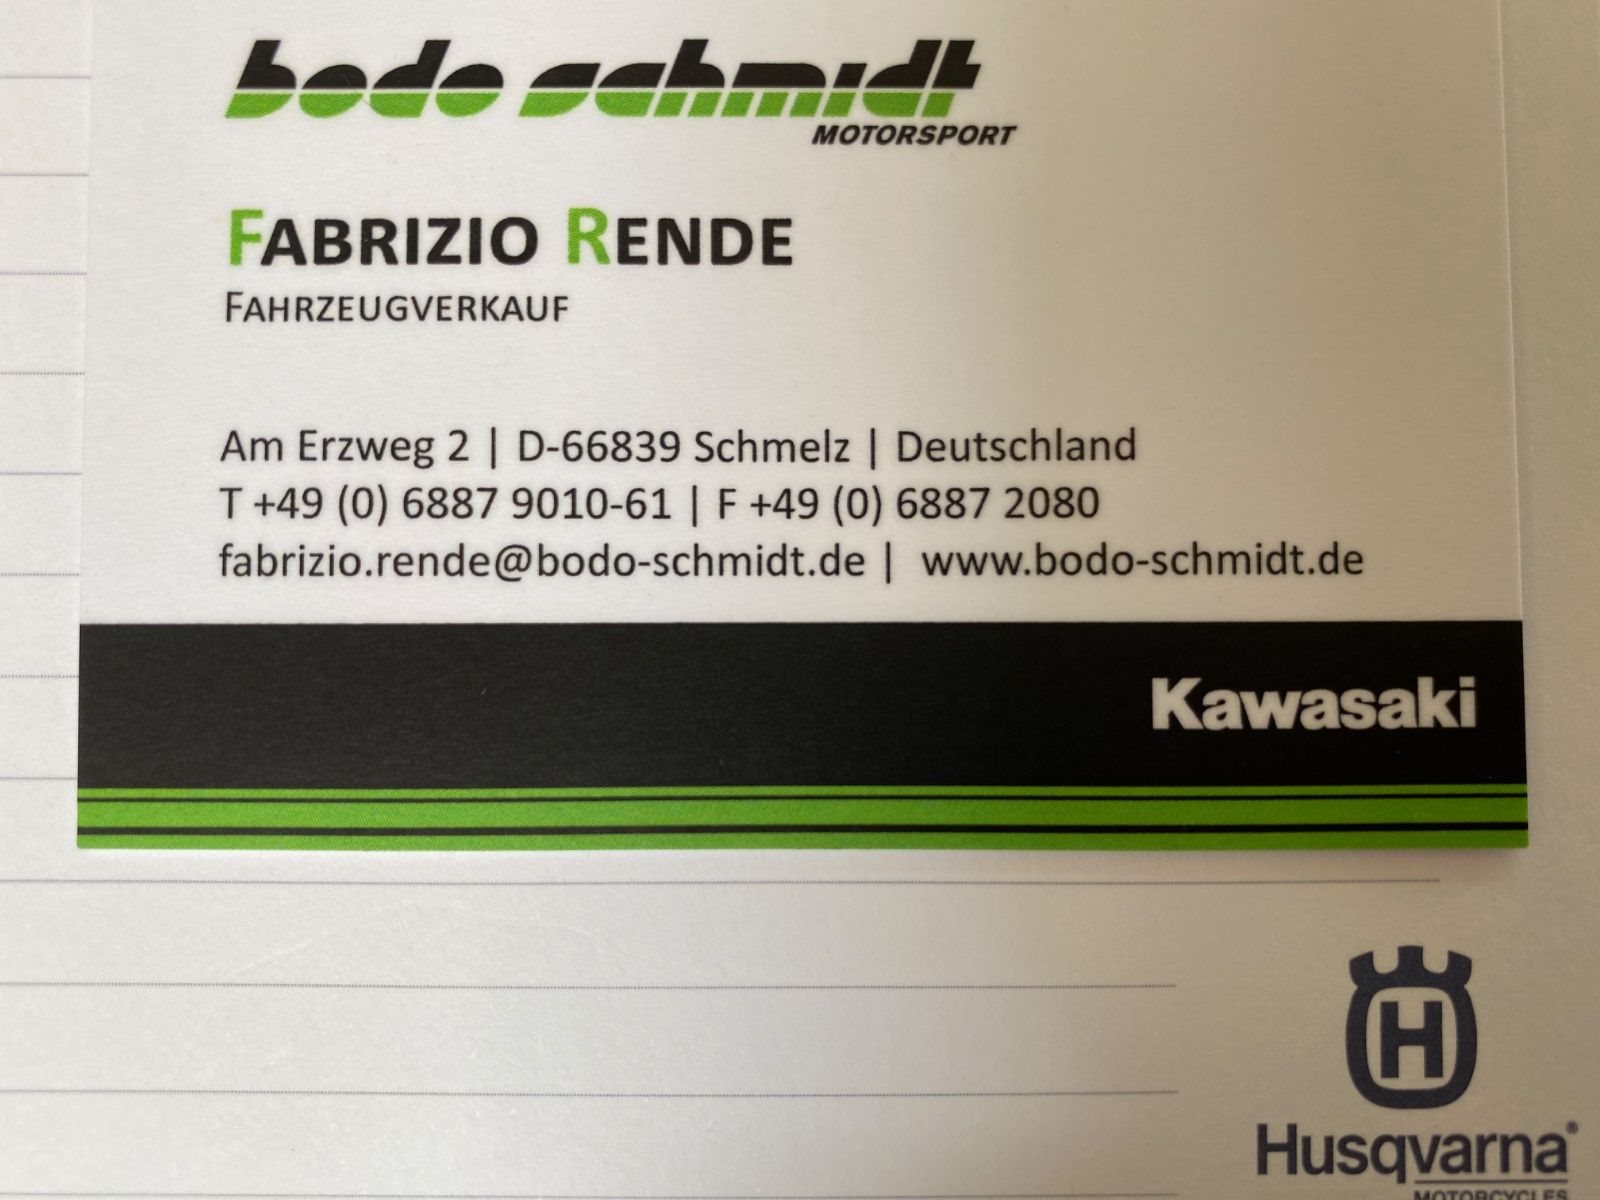 bodo schmidt
MOTORSPORT
FABRIZIO RENDE
FAHRZEUGVERKAUF
Am Erzweg 2 | D-66839 Schmelz | Deutschland
T +49 (0) 6887 9010-61 | F +49 (0) 6887 2080
fabrizio.rende@bodo-schmidt.de | www.bodo-schmidt.de
Kawasaki
H
Husqvarna®
MOTORCYCLES